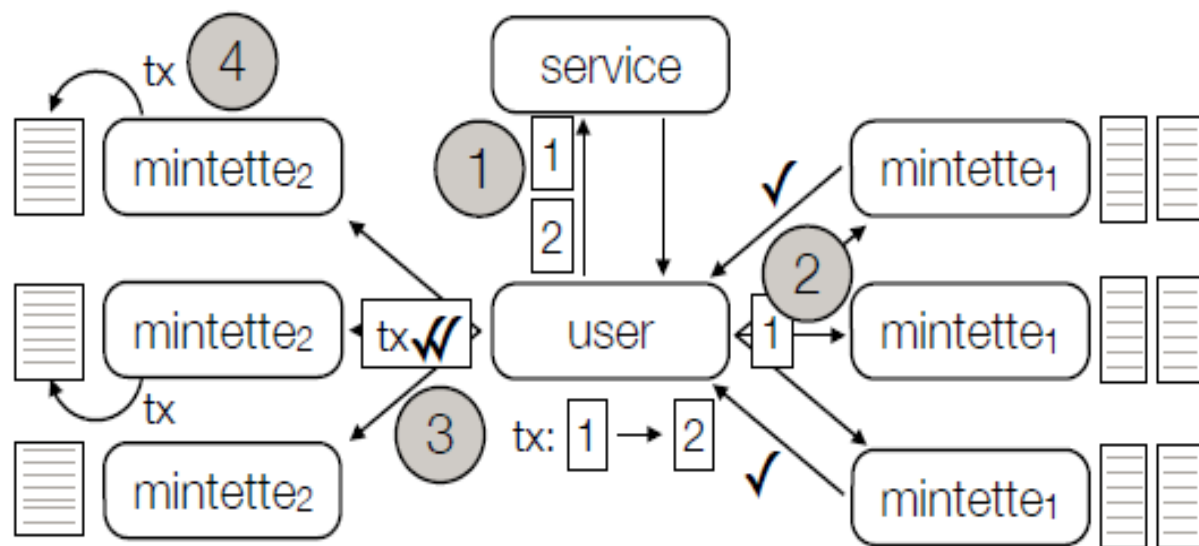 tx 4
service
mintette₂
1
1
2
mintette₁
2
mintette₂
tx
user
1
mintette₁
tx
3
tx: 1 2
mintette₂
mintette₁